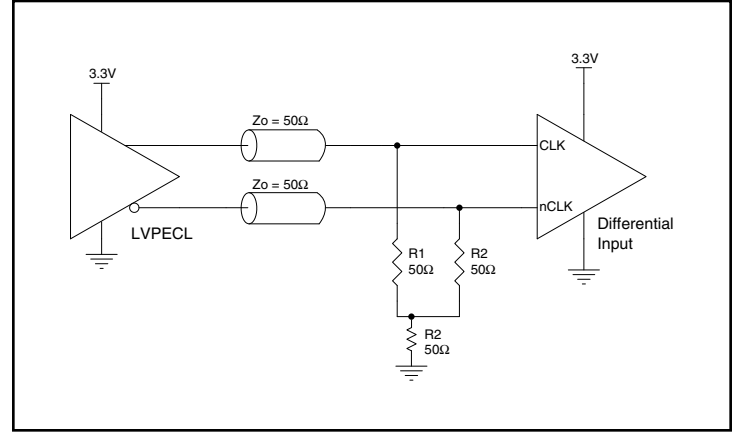 3.3V
3.3V
Zo = 50Ω
CLK
Zo = 50Ω
nCLK
LVPECL
Differential
Input
R1
50Ω
R2
50Ω
R2
50Ω